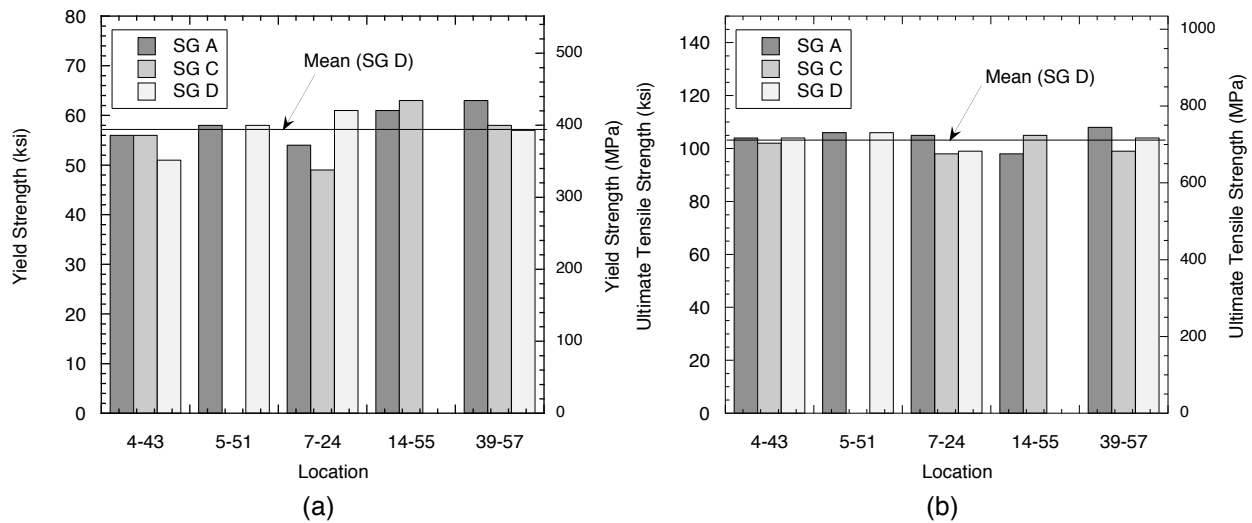 80
70
60
50
40
30
20
10
0
Yield Strength (ksi)
SG A
SG C
SG D
Mean (SG D)
500
400
300
200
100
0
Yield Strength (MPa)
4-43 5-51 7-24 14-55 39-57
Location
(a)
140
120
100
80
60
40
20
0
Ultimate Tensile Strength (ksi)
SG A
SG C
SG D
Mean (SG D)
1000
800
600
400
200
0
Ultimate Tensile Strength (MPa)
4-43 5-51 7-24 14-55 39-57
Location
(b)